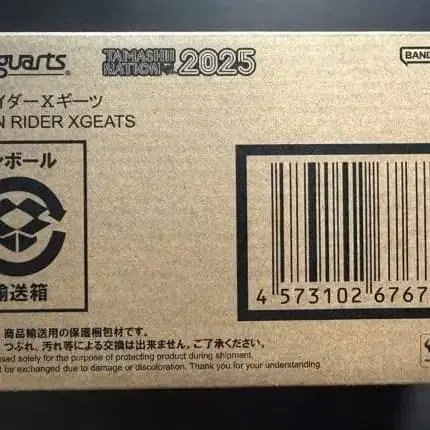 guarts®
TAMASHII NATION 2025
BAND
イダーXギーツ
N RIDER XGEATS
ボール
輸送箱
4 573102 6767
商品輸送用の保護梱包材です。
つぶれ、汚れ等による交換は出来ません。ご了承ください。
used solely for the purpose of protecting product during shipment.
t be exchanged due to damage or discoloration. Thank you for your understanding.